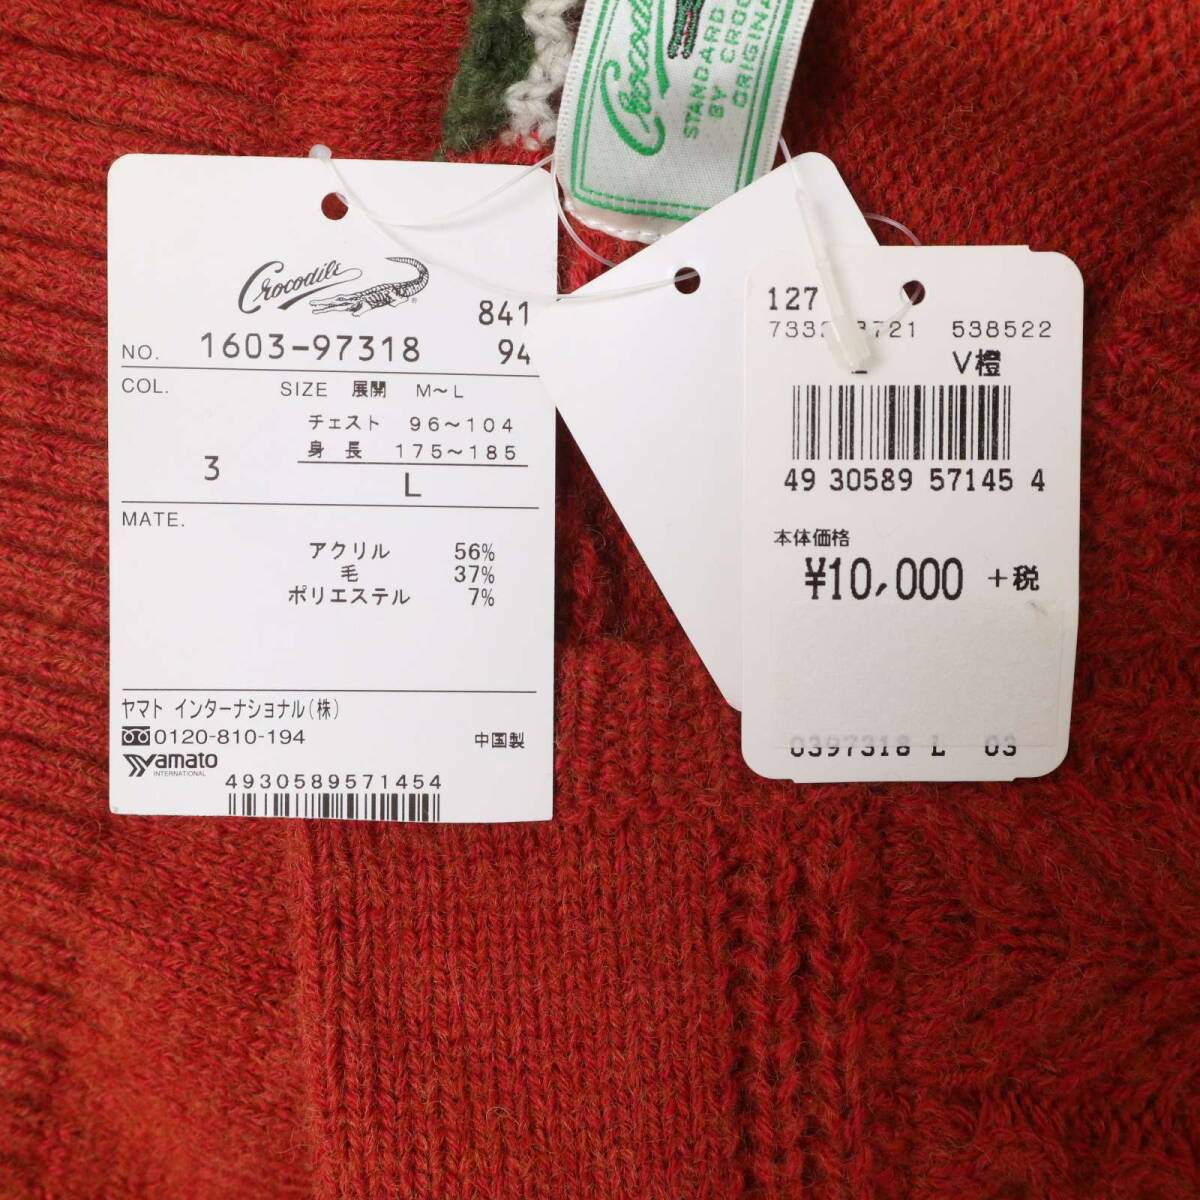 Crocodile
STANDARD
BY CROC
ORIGINA
Crocodile
®
841
NO. 1603-97318 94
COL. SIZE 展開 M～L
チェスト 96～104
身長 175～185
3 L
MATE.
アクリル 56%
毛 37%
ポリエステル 7%
ヤマト インターナショナル(株)
0120-810-194 中国製
Yamato
INTERNATIONAL
4930589571454
127
538522
V橙
49 30589 57145 4
本体価格
¥10,000 +税
0397318 L 03